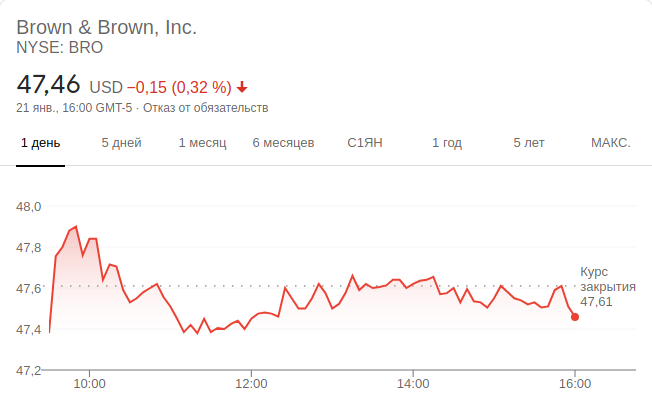 Brown & Brown, Inc.
NYSE: BRO
47,46 USD −0,15 (0,32 %)
21 янв., 16:00 GMT-5 · Отказ от обязательств
1 день 5 дней 1 месяц 6 месяцев С1ЯН 1 год 5 лет МАКС.
48,0
47,8
47,6
47,4
47,2
Курс
закрытия
47,61
10:00 12:00 14:00 16:00